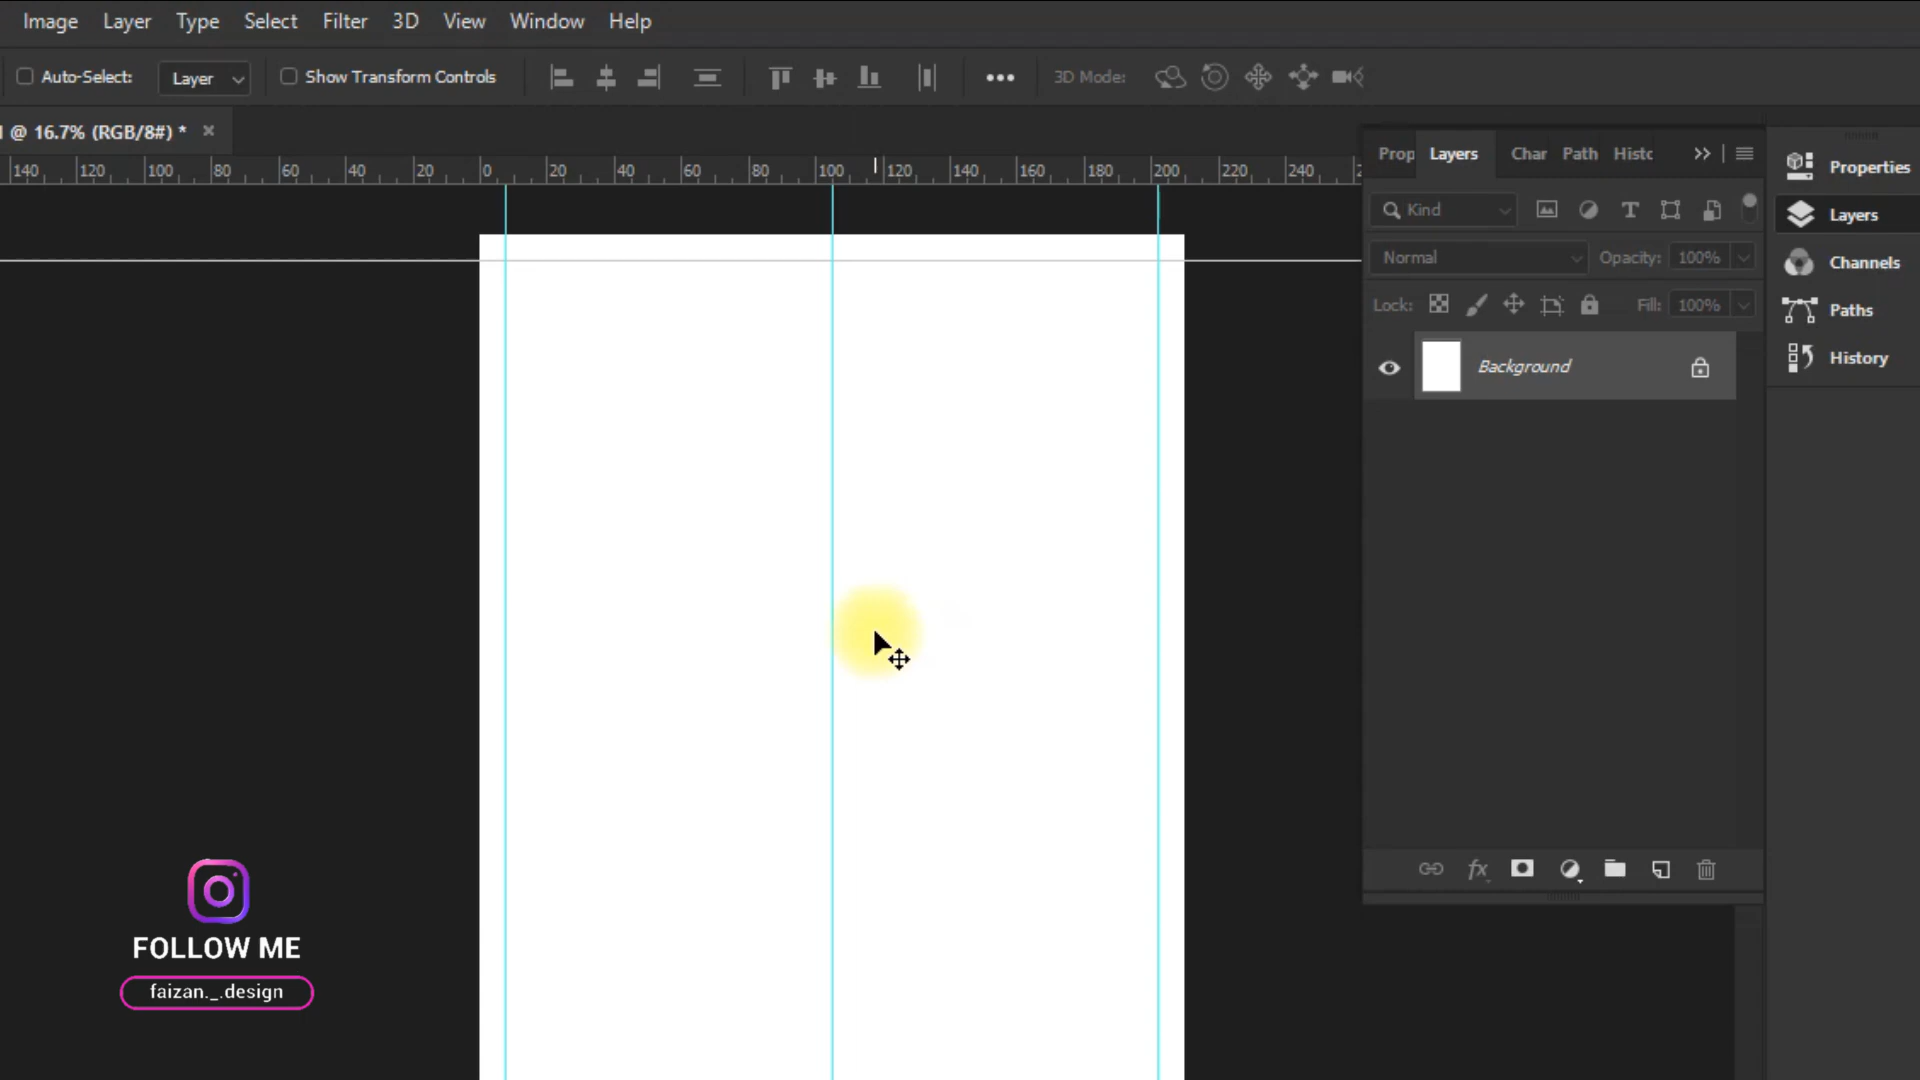 Image Layer Type Select Filter 3D View Window Help
Auto-Select: Layer Show Transform Controls 3D Mode:
@ 16.7% (RGB/8#) * ×
140 120 100 80 60 40 20 0 20 40 60 80 100 120 140 160 180 200 220 240
Prop Layers Char Path Histc
Properties
Kind
Layers
Normal Opacity: 100%
Channels
Lock: Fill: 100%
Paths
Background
History
fx
FOLLOW ME
faizan._.design